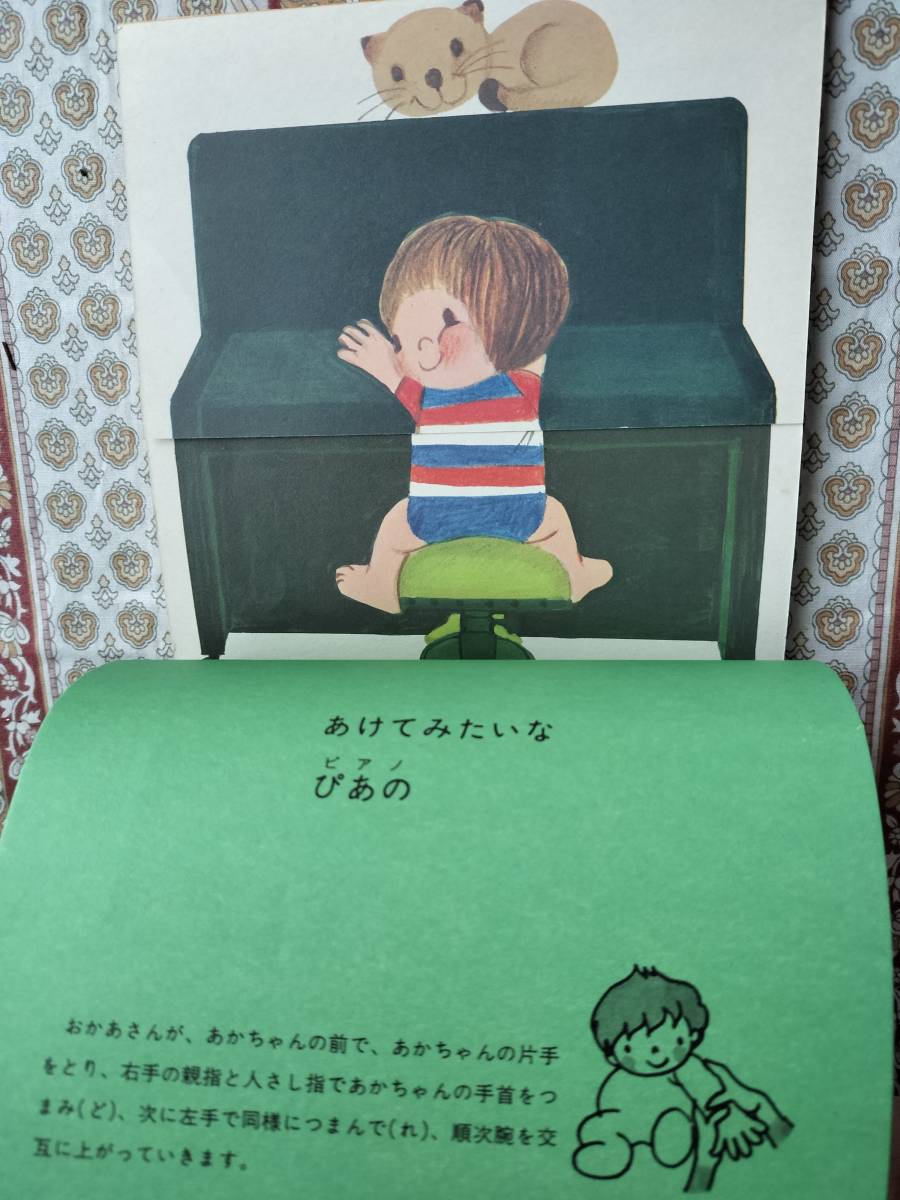 あけてみたいな
ピアノ
ぴあの
おかあさんが、あかちゃんの前で、あかちゃんの片手
をとり、右手の親指と人さし指であかちゃんの手首をつ
まみ(ど)、次に左手で同様につまんで(れ)、順次腕を交
互に上がっていきます。